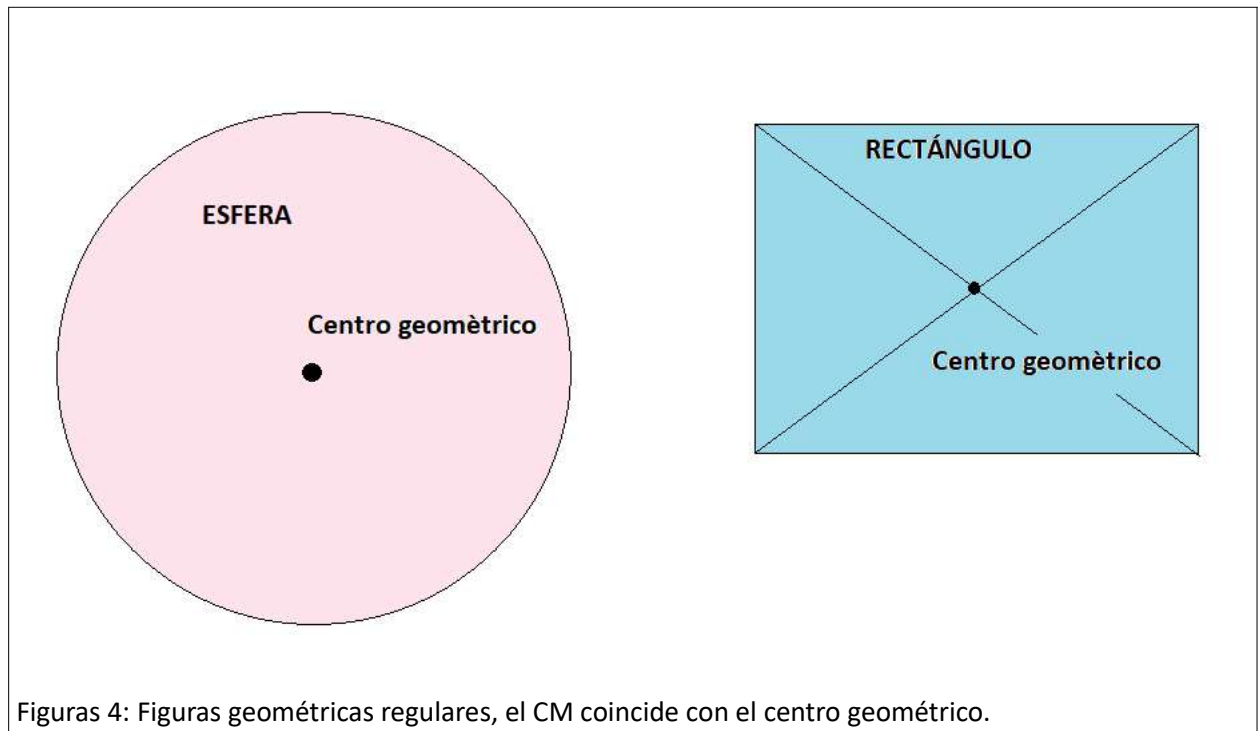 RECTÁNGULO
ESFERA
Centro geomètrico
Centro geomètrico
Figuras 4: Figuras geométricas regulares, el CM coincide con el centro geométrico.